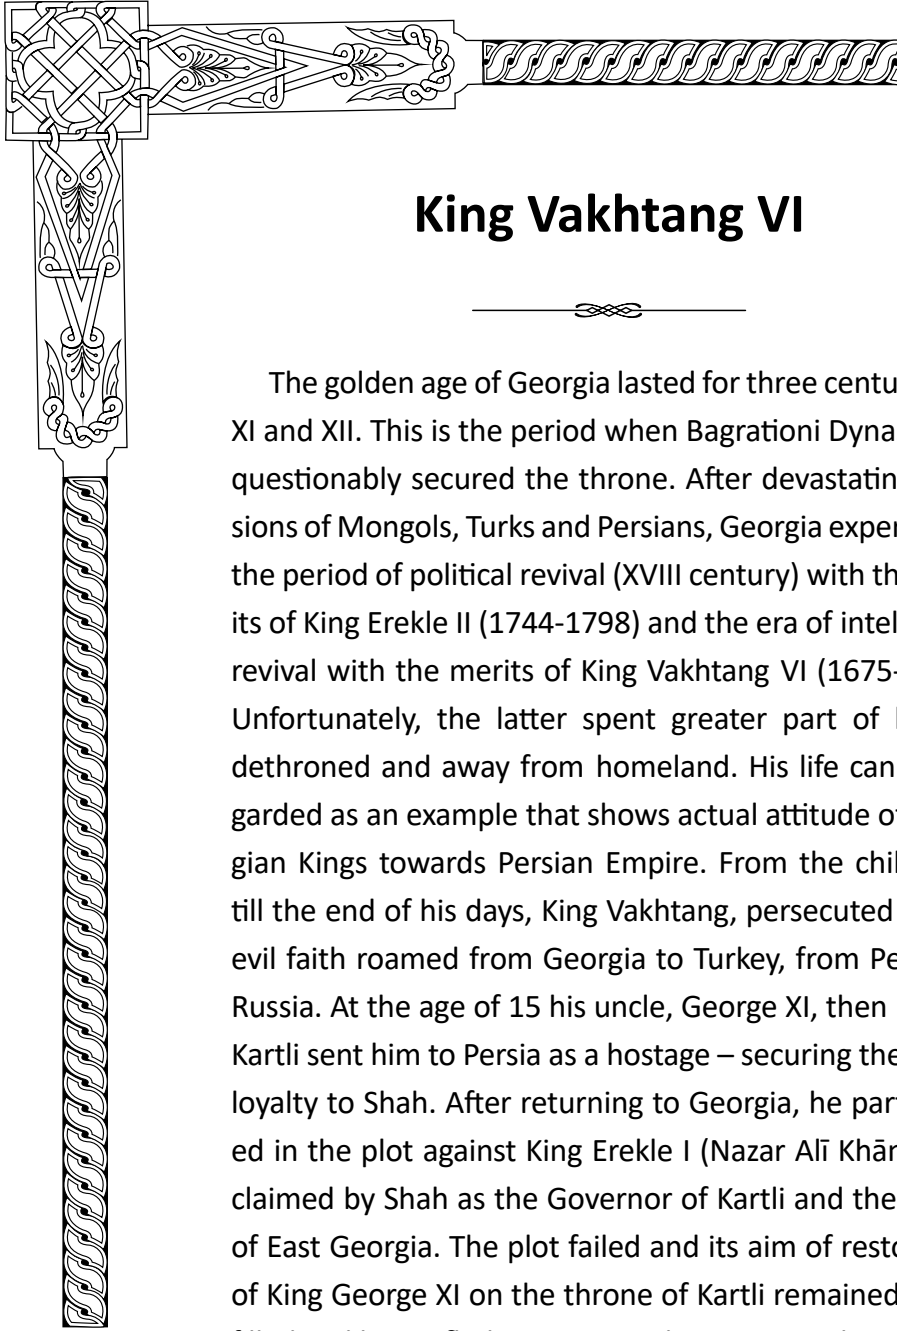 King Vakhtang VI
The golden age of Georgia lasted for three centu
XI and XII. This is the period when Bagrationi Dyna
questionably secured the throne. After devastatin
sions of Mongols, Turks and Persians, Georgia exper
the period of political revival (XVIII century) with th
its of King Erekle II (1744-1798) and the era of intel
revival with the merits of King Vakhtang VI (1675-
Unfortunately, the latter spent greater part of
dethroned and away from homeland. His life can
garded as an example that shows actual attitude of
gian Kings towards Persian Empire. From the chil
till the end of his days, King Vakhtang, persecuted
evil faith roamed from Georgia to Turkey, from Pe
Russia. At the age of 15 his uncle, George XI, then
Kartli sent him to Persia as a hostage – securing the
loyalty to Shah. After returning to Georgia, he par
ed in the plot against King Erekle I (Nazar Alī Khān
claimed by Shah as the Governor of Kartli and the
of East Georgia. The plot failed and its aim of resto
of King George XI on the throne of Kartli remained